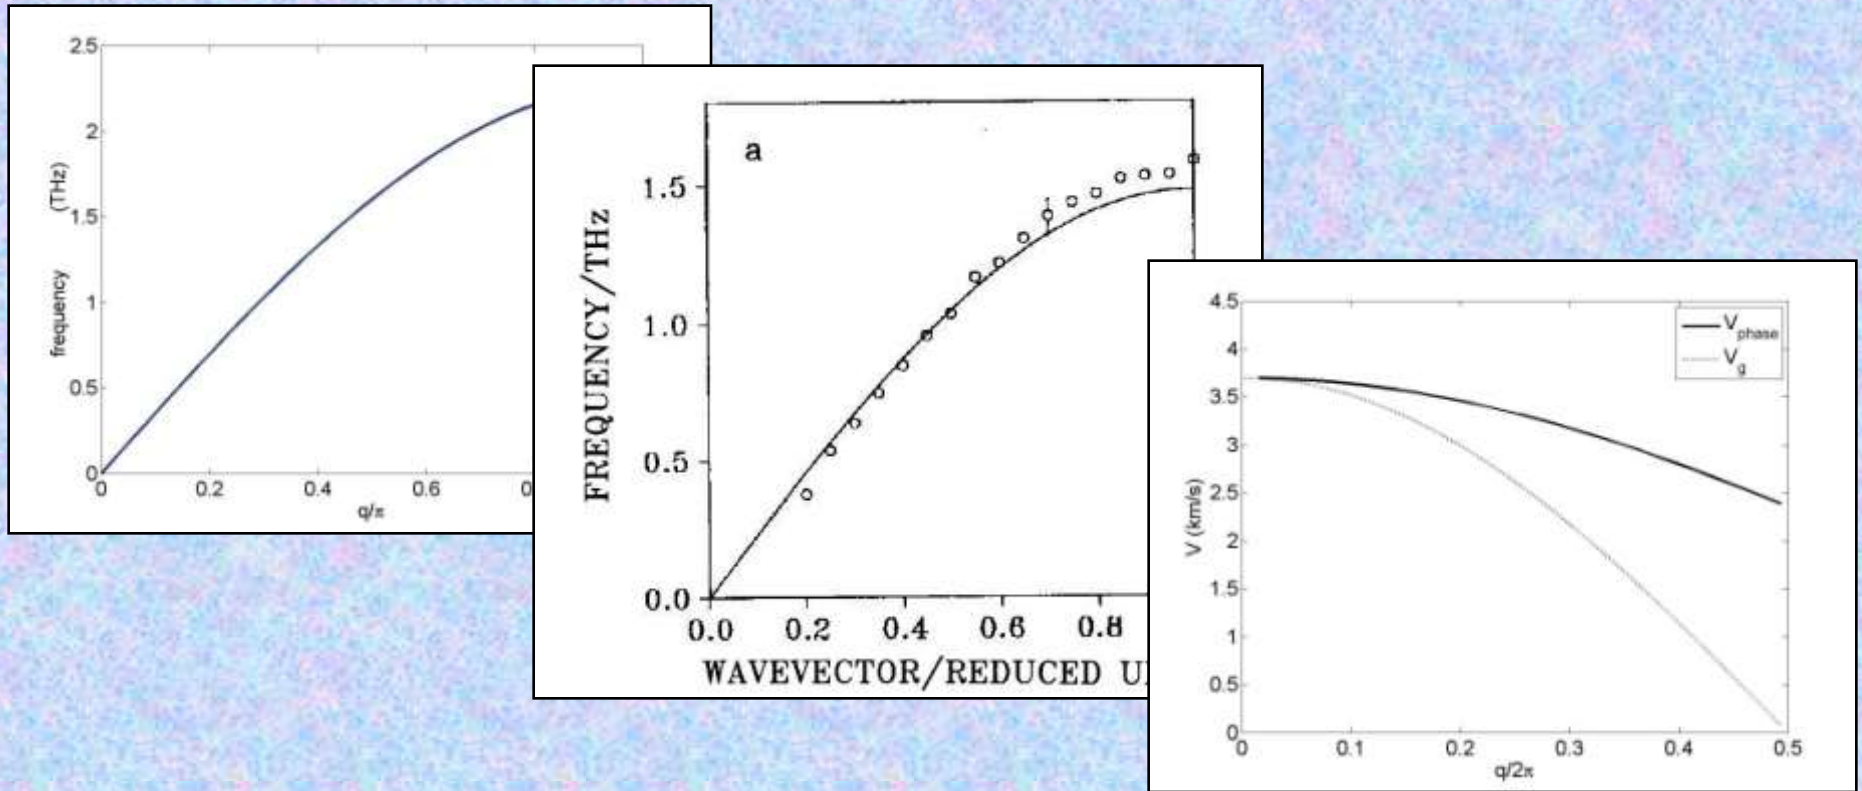 2.5
2
1.5
1
0.5
0
frequency (THz)
0 0.2 0.4 0.6
q/π
a
1.5
1.0
0.5
0.0
FREQUENCY/THz
0.0 0.2 0.4 0.6 0.8
WAVEVECTOR/REDUCED
4.5
4
3.5
3
2.5
2
1.5
1
0.5
0
V (km/s)
V phase
V g
0 0.1 0.2 0.3 0.4 0.5
q/2π